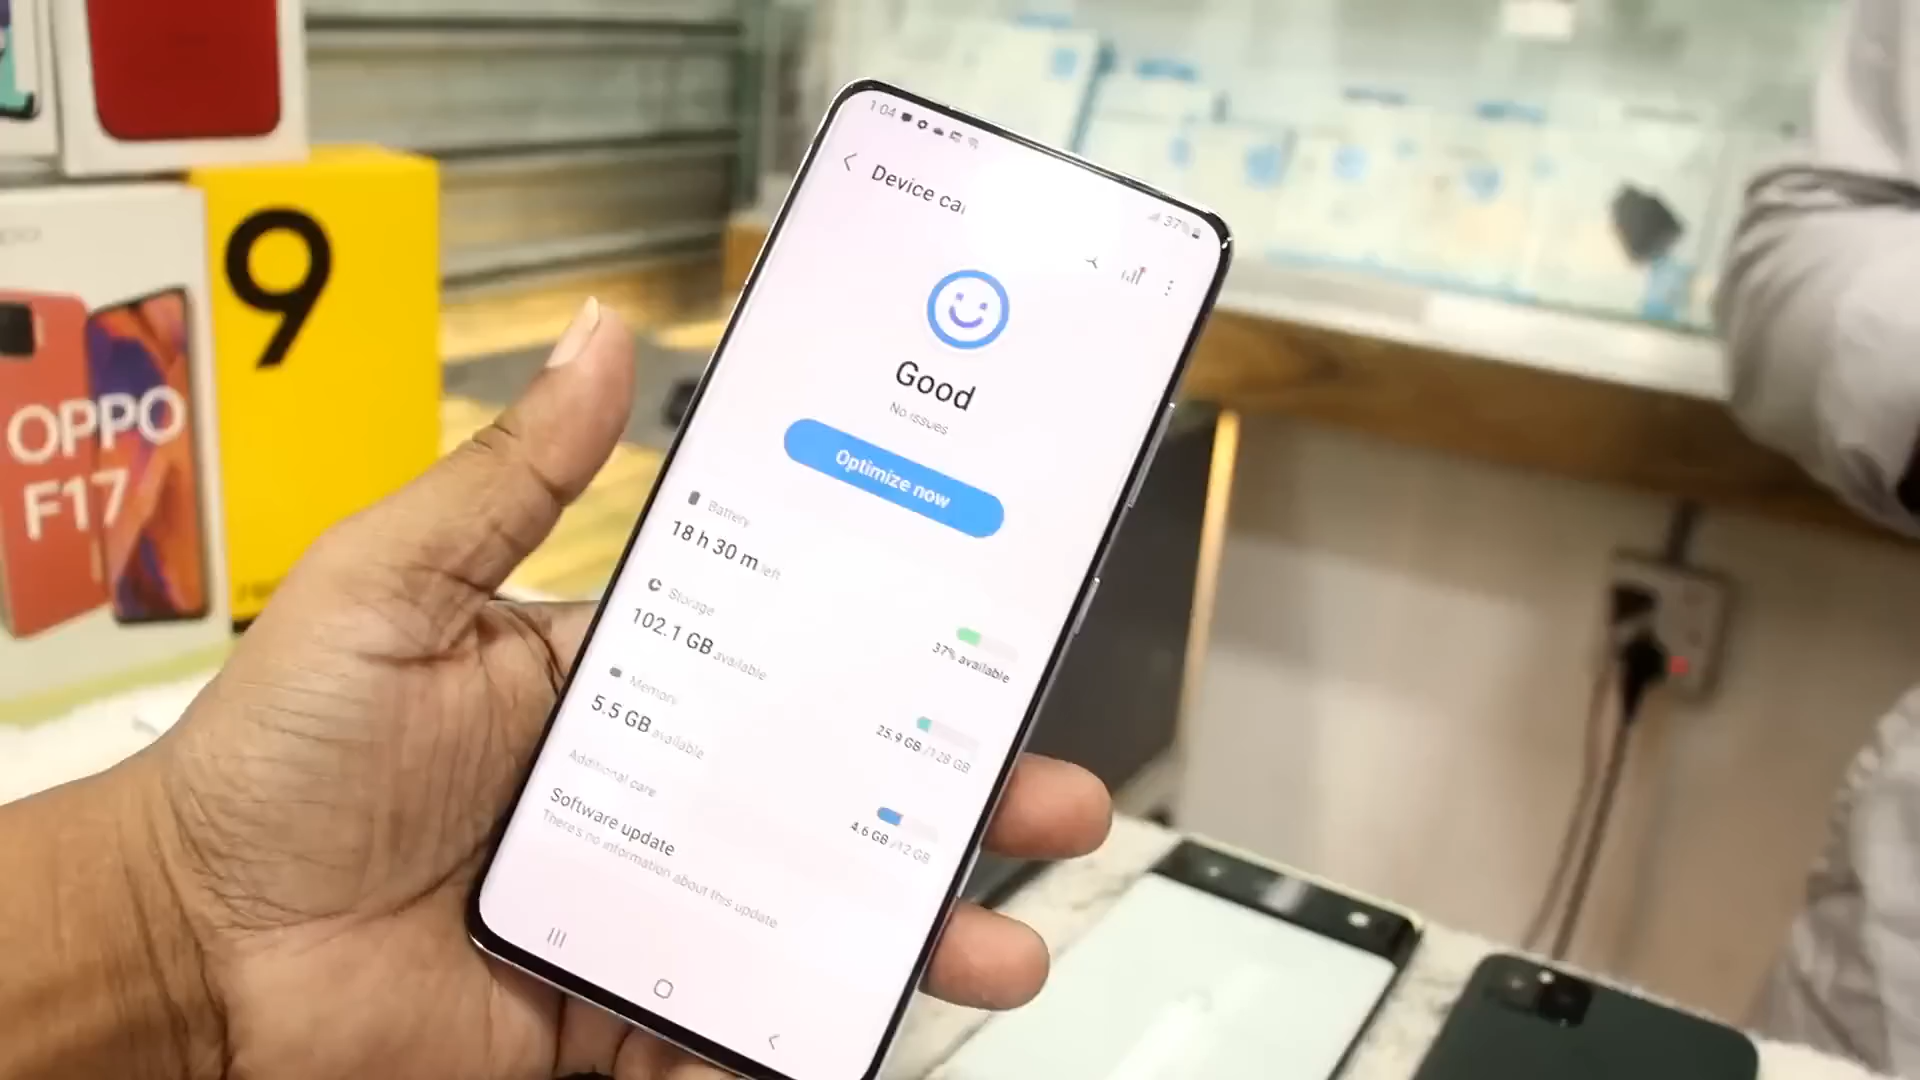 1:04
37%
Device ca
Good
No issues
Optimize now
Battery
18 h 30 m left
37% available
Storage
102.1 GB available
25.9 GB /128 GB
Memory
5.5 GB available
4.6 GB /12 GB
Additional care
Software update
There's no information about this update
9
OPPO
F17